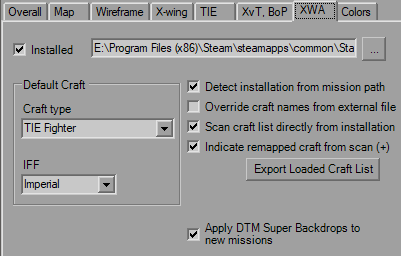 Overall Map Wireframe X-wing TIE XvT, BoP XWA Colors
Installed E:\Program Files (x86)\Steam\steamapps\common\Sta ...
Default Craft
Craft type
TIE Fighter
IFF
Imperial
Detect installation from mission path
Override craft names from external file
Scan craft list directly from installation
Indicate remapped craft from scan (+)
Export Loaded Craft List
Apply DTM Super Backdrops to
new missions